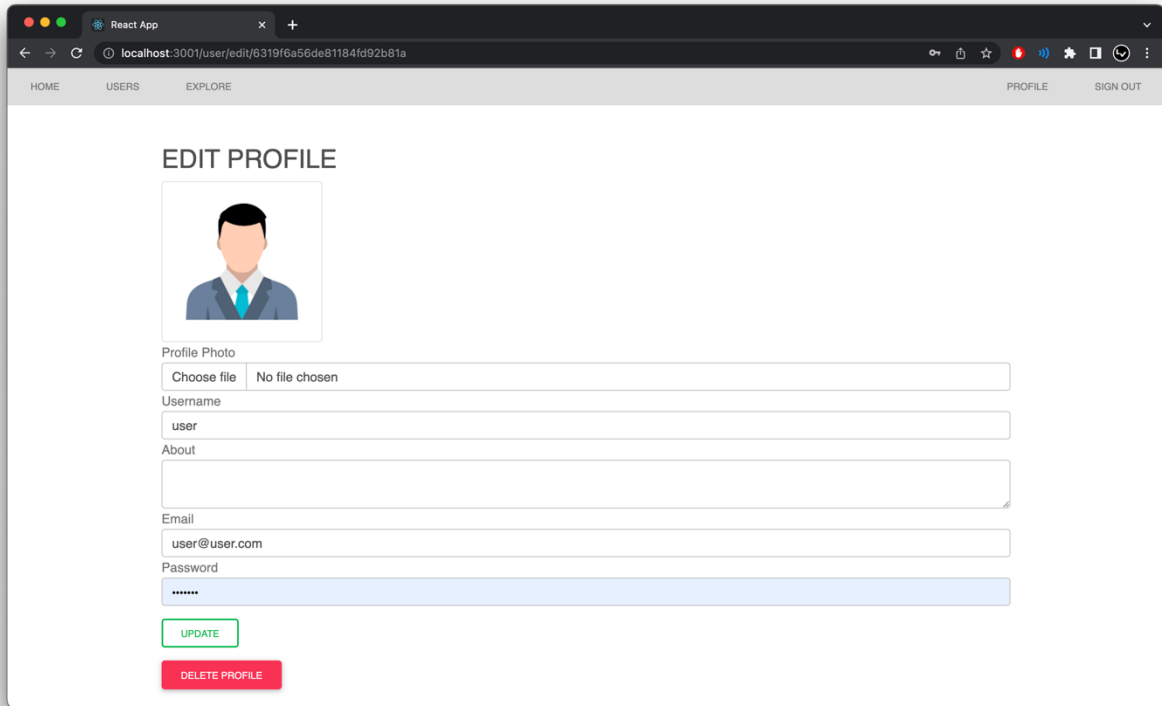 React App
localhost:3001/user/edit/6319f6a56de81184fd92b81a
HOME USERS EXPLORE PROFILE SIGN OUT
EDIT PROFILE
Profile Photo
Choose file No file chosen
Username
user
About
Email
user@user.com
Password
•••••••
UPDATE
DELETE PROFILE